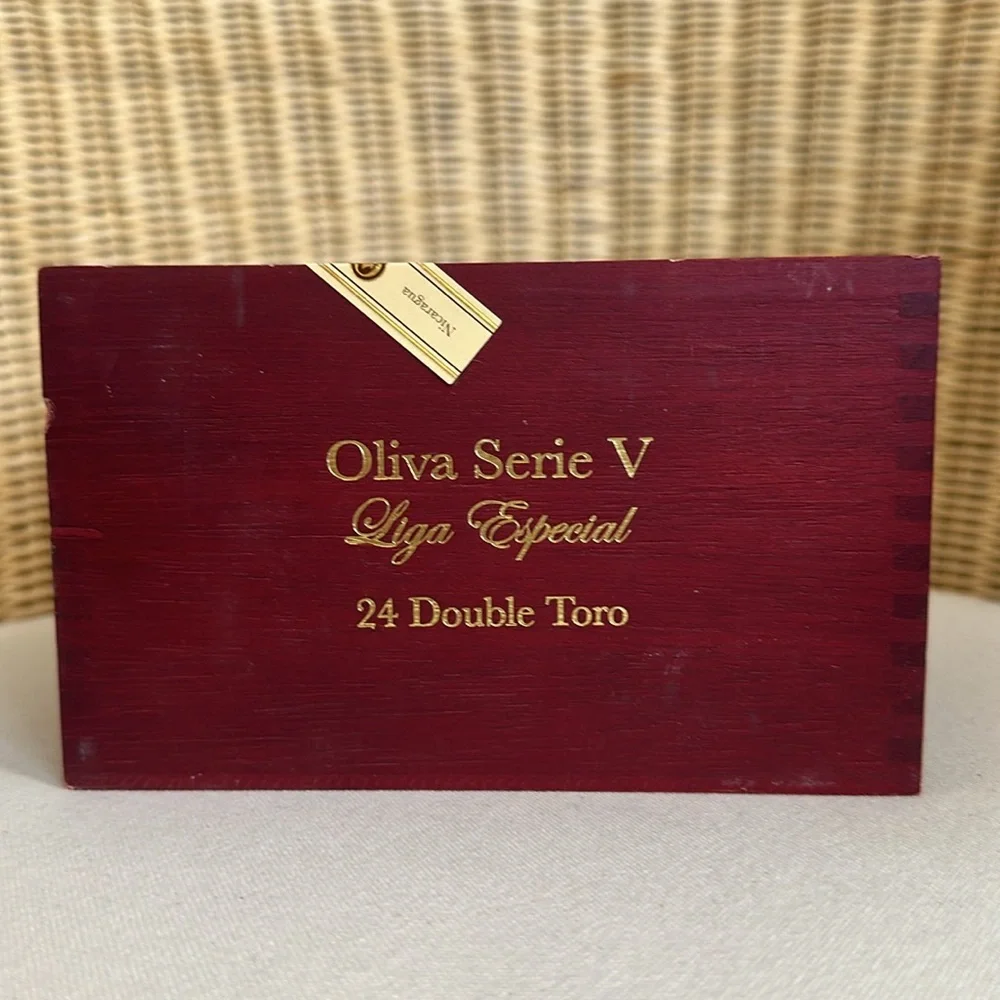 Nicaragua
Oliva Serie V
Liga Especial
24 Double Toro